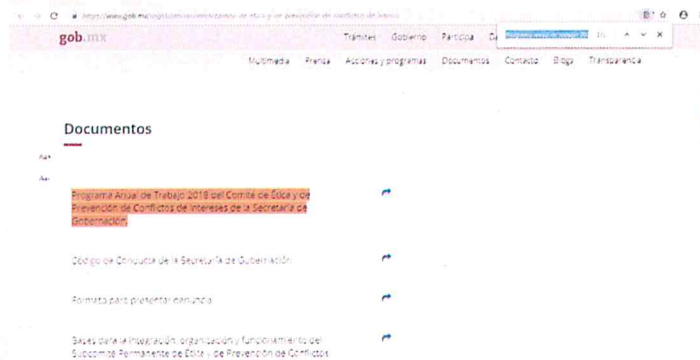 gob.mx
Trámites Gobierno Participa
Multimedia Prensa Acciones y programas Documentos Contacto Blogs Transparencia
Documentos
Programa Anual de Trabajo 2018 del Comité de Ética y de
Prevención de Conflictos de Intereses de la Secretaría de
Gobernación.
Código de Conducta de la Secretaría de Gobernación
Formato para presentar denuncia
Bases para la integración, organización y funcionamiento del
Subcomité Permanente de Ética y de Prevención de Conflictos